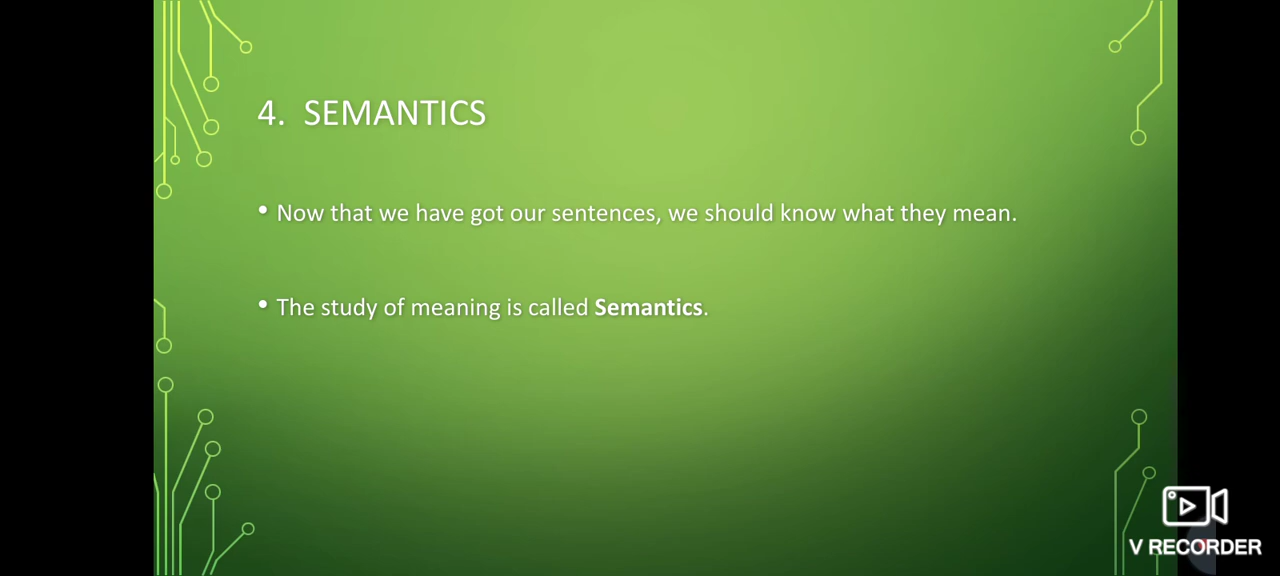 4. SEMANTICS
• Now that we have got our sentences, we should know what they mean.
• The study of meaning is called Semantics.
V RECORDER